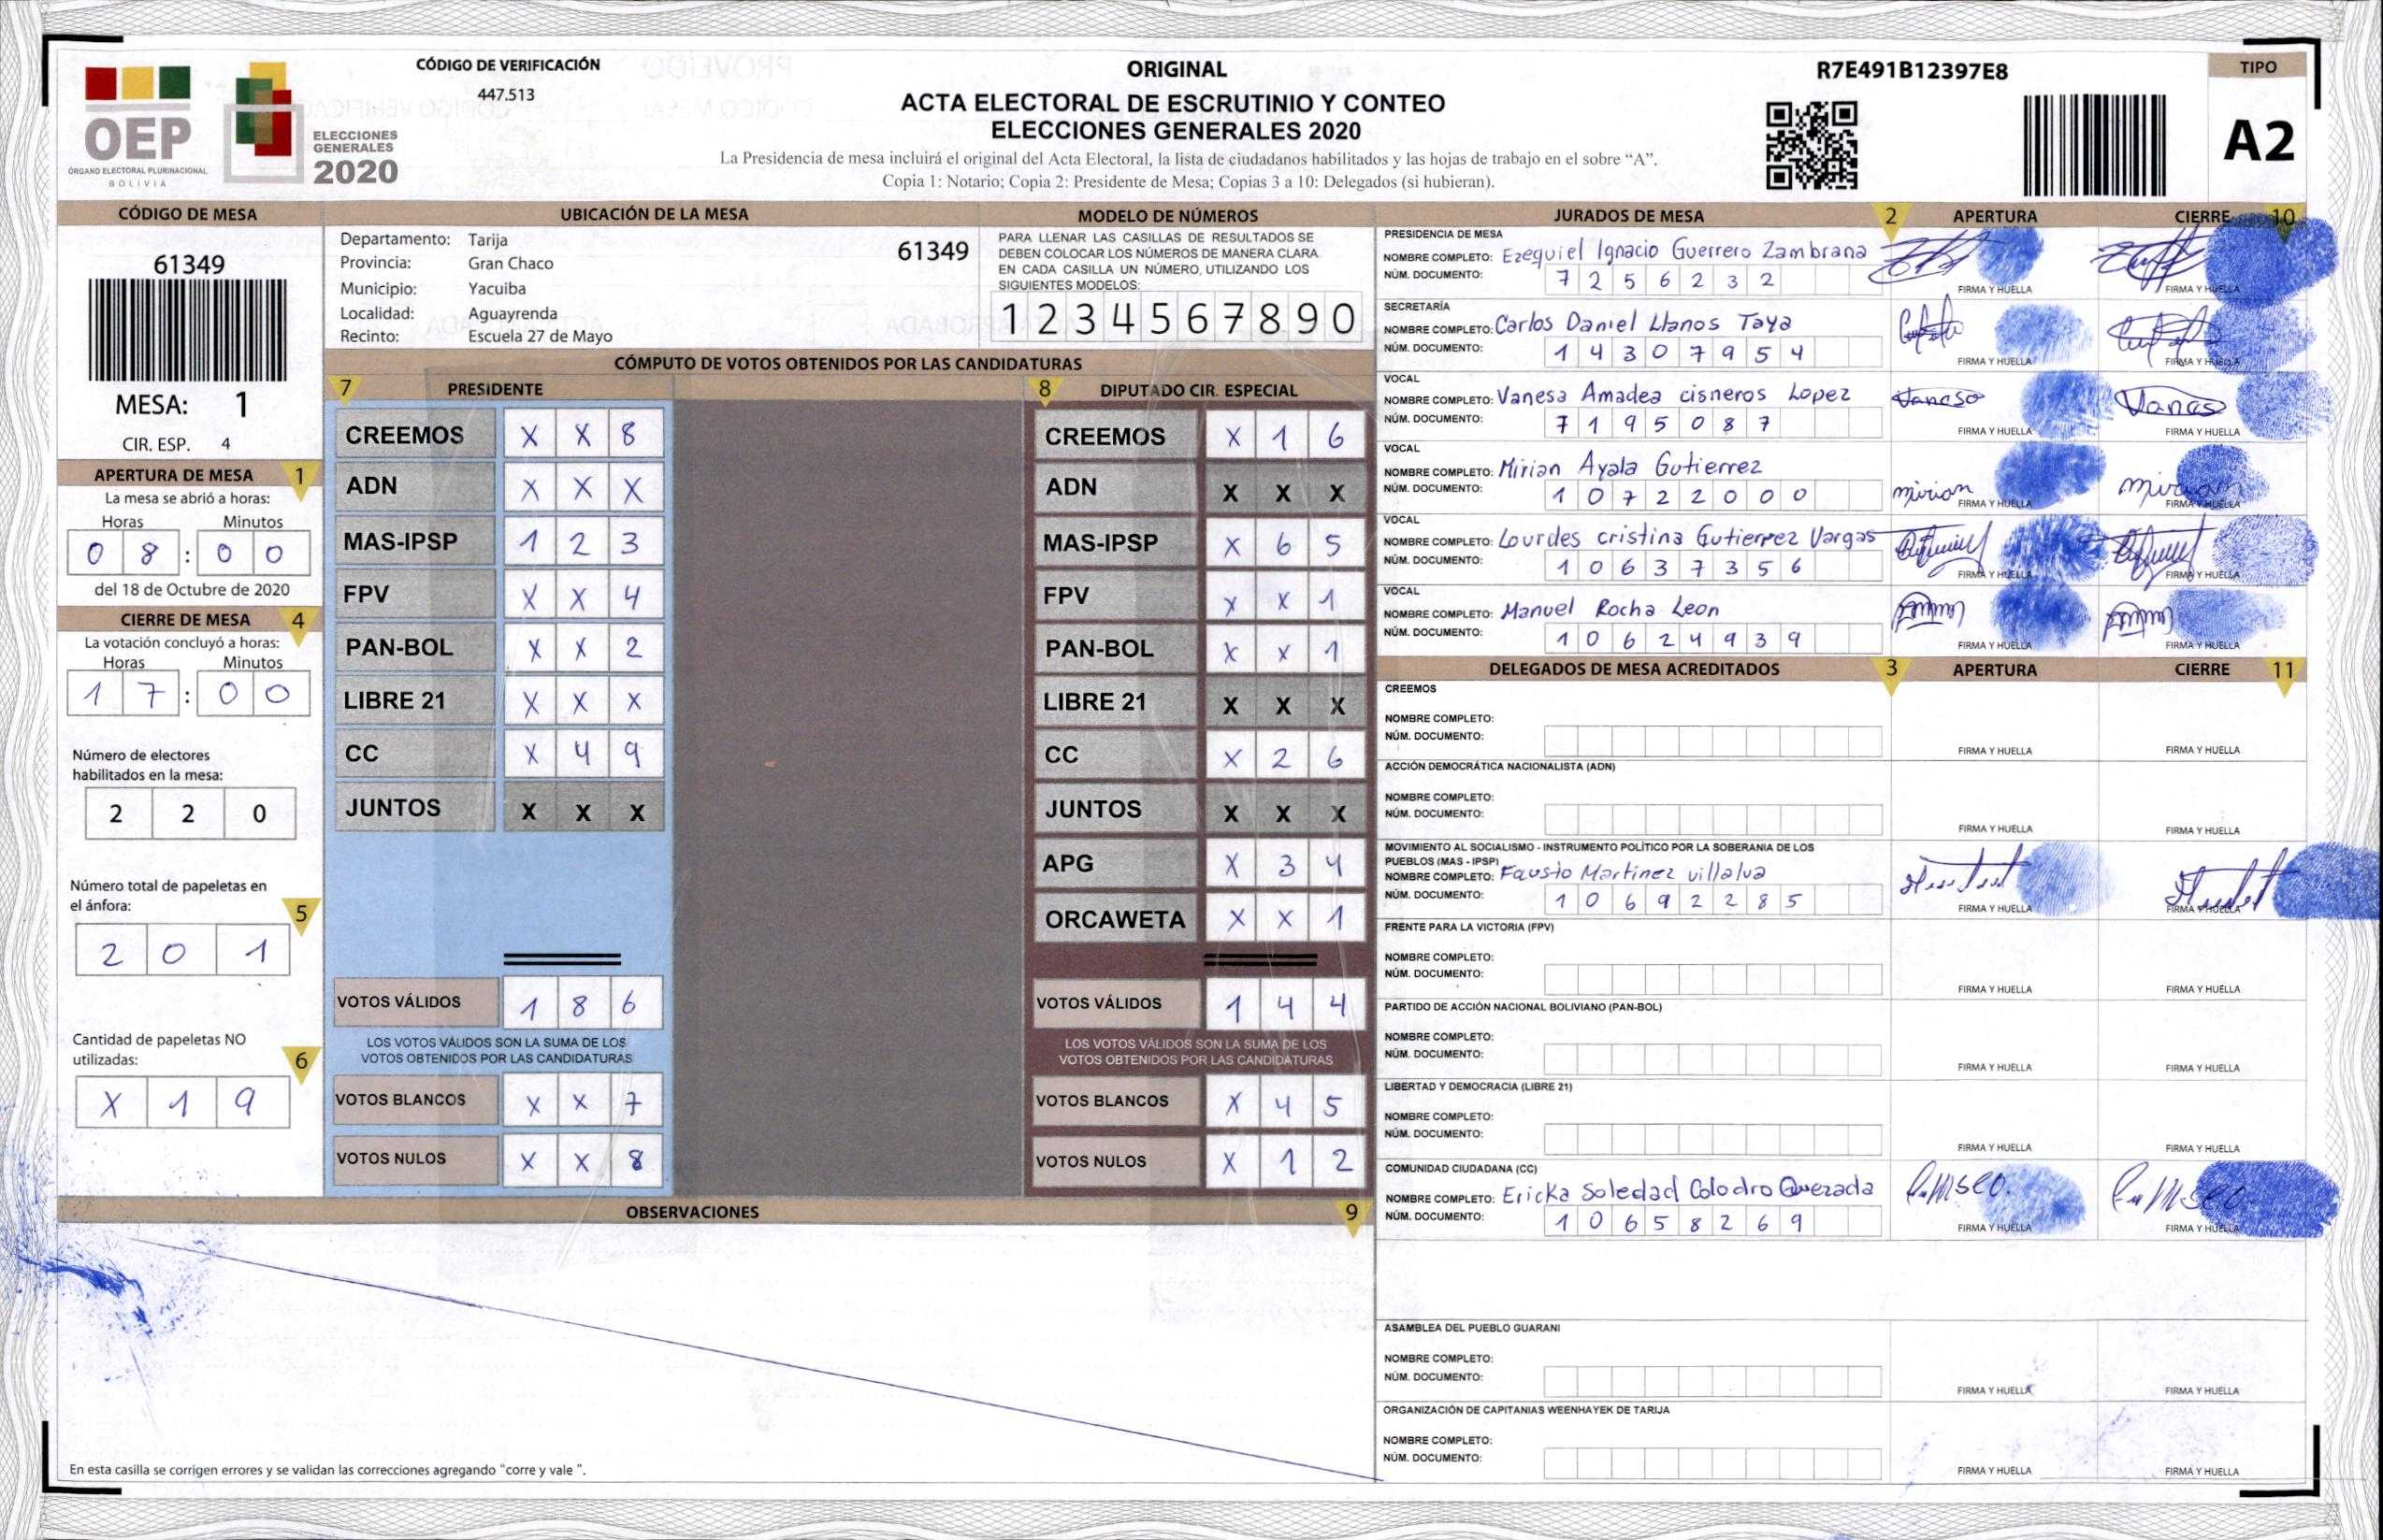 CÓDIGO DE VERIFICACIÓN
447.513
OEP
ÓRGANO ELECTORAL PLURINACIONAL
BOLIVIA
ELECCIONES
GENERALES
2020
ORIGINAL
ACTA ELECTORAL DE ESCRUTINIO Y CONTEO
ELECCIONES GENERALES 2020
La Presidencia de mesa incluirá el original del Acta Electoral, la lista de ciudadanos habilitados y las hojas de trabajo en el sobre “A”.
Copia 1: Notario; Copia 2: Presidente de Mesa; Copias 3 a 10: Delegados (si hubieran).
R7E491B12397E8
TIPO
A2
CÓDIGO DE MESA
61349
MESA: 1
CIR. ESP. 4
APERTURA DE MESA 1
La mesa se abrió a horas:
Horas Minutos
0 8 : 0 0
del 18 de Octubre de 2020
CIERRE DE MESA 4
La votación concluyó a horas:
Horas Minutos
1 7 : 0 0
Número de electores
habilitados en la mesa:
2 2 0
Número total de papeletas en
el ánfora: 5
2 0 1
Cantidad de papeletas NO
utilizadas: 6
X 1 9
UBICACIÓN DE LA MESA
Departamento: Tarija 61349
Provincia: Gran Chaco
Municipio: Yacuiba
Localidad: Aguayrenda
Recinto: Escuela 27 de Mayo
MODELO DE NÚMEROS
PARA LLENAR LAS CASILLAS DE RESULTADOS SE
DEBEN COLOCAR LOS NÚMEROS DE MANERA CLARA
EN CADA CASILLA UN NÚMERO, UTILIZANDO LOS
SIGUIENTES MODELOS:
1 2 3 4 5 6 7 8 9 0
CÓMPUTO DE VOTOS OBTENIDOS POR LAS CANDIDATURAS
7 PRESIDENTE
CREEMOS X X 8
ADN X X X
MAS-IPSP 1 2 3
FPV X X 4
PAN-BOL X X 2
LIBRE 21 X X X
CC X 4 9
JUNTOS X X X
VOTOS VÁLIDOS 1 8 6
LOS VOTOS VÁLIDOS SON LA SUMA DE LOS
VOTOS OBTENIDOS POR LAS CANDIDATURAS
VOTOS BLANCOS X X 7
VOTOS NULOS X X 8
8 DIPUTADO CIR. ESPECIAL
CREEMOS X 1 6
ADN X X X
MAS-IPSP X 6 5
FPV X X 1
PAN-BOL X X 1
LIBRE 21 X X X
CC X 2 6
JUNTOS X X X
APG X 3 4
ORCAWETA X X 1
VOTOS VÁLIDOS 1 4 4
LOS VOTOS VÁLIDOS SON LA SUMA DE LOS
VOTOS OBTENIDOS POR LAS CANDIDATURAS
VOTOS BLANCOS X 4 5
VOTOS NULOS X 1 2
OBSERVACIONES 9
En esta casilla se corrigen errores y se validan las correcciones agregando “corre y vale ”.
JURADOS DE MESA 2 APERTURA CIERRE 10
PRESIDENCIA DE MESA
NOMBRE COMPLETO: Ezequiel Ignacio Guerrero Zambrana
NÚM. DOCUMENTO: 7 2 5 6 2 3 2
FIRMA Y HUELLA FIRMA Y HUELLA
SECRETARÍA
NOMBRE COMPLETO: Carlos Daniel Llanos Taya
NÚM. DOCUMENTO: 1 4 3 0 7 9 5 4
FIRMA Y HUELLA FIRMA Y HUELLA
VOCAL
NOMBRE COMPLETO: Vanesa Amadea cisneros Lopez
NÚM. DOCUMENTO: 7 1 9 5 0 8 7
FIRMA Y HUELLA FIRMA Y HUELLA
VOCAL
NOMBRE COMPLETO: Mirian Ayala Gutierrez
NÚM. DOCUMENTO: 1 0 7 2 2 0 0 0
mirian mirian
FIRMA Y HUELLA FIRMA Y HUELLA
VOCAL
NOMBRE COMPLETO: Lourdes cristina Gutierrez Vargas
NÚM. DOCUMENTO: 1 0 6 3 7 3 5 6
FIRMA Y HUELLA FIRMA Y HUELLA
VOCAL
NOMBRE COMPLETO: Manuel Rocha Leon
NÚM. DOCUMENTO: 1 0 6 2 4 9 3 9
FIRMA Y HUELLA FIRMA Y HUELLA
DELEGADOS DE MESA ACREDITADOS 3 APERTURA CIERRE 11
CREEMOS
NOMBRE COMPLETO:
NÚM. DOCUMENTO:
FIRMA Y HUELLA FIRMA Y HUELLA
ACCIÓN DEMOCRÁTICA NACIONALISTA (ADN)
NOMBRE COMPLETO:
NÚM. DOCUMENTO:
FIRMA Y HUELLA FIRMA Y HUELLA
MOVIMIENTO AL SOCIALISMO - INSTRUMENTO POLÍTICO POR LA SOBERANIA DE LOS
PUEBLOS (MAS - IPSP)
NOMBRE COMPLETO: Fausto Martinez villalva
NÚM. DOCUMENTO: 1 0 6 9 2 2 8 5
FIRMA Y HUELLA FIRMA Y HUELLA
FRENTE PARA LA VICTORIA (FPV)
NOMBRE COMPLETO:
NÚM. DOCUMENTO:
FIRMA Y HUELLA FIRMA Y HUELLA
PARTIDO DE ACCIÓN NACIONAL BOLIVIANO (PAN-BOL)
NOMBRE COMPLETO:
NÚM. DOCUMENTO:
FIRMA Y HUELLA FIRMA Y HUELLA
LIBERTAD Y DEMOCRACIA (LIBRE 21)
NOMBRE COMPLETO:
NÚM. DOCUMENTO:
FIRMA Y HUELLA FIRMA Y HUELLA
COMUNIDAD CIUDADANA (CC)
NOMBRE COMPLETO: Ericka Soledad Colodro Quezada
NÚM. DOCUMENTO: 1 0 6 5 8 2 6 9
FIRMA Y HUELLA FIRMA Y HUELLA
ASAMBLEA DEL PUEBLO GUARANI
NOMBRE COMPLETO:
NÚM. DOCUMENTO:
FIRMA Y HUELLA FIRMA Y HUELLA
ORGANIZACIÓN DE CAPITANIAS WEENHAYEK DE TARIJA
NOMBRE COMPLETO:
NÚM. DOCUMENTO:
FIRMA Y HUELLA FIRMA Y HUELLA